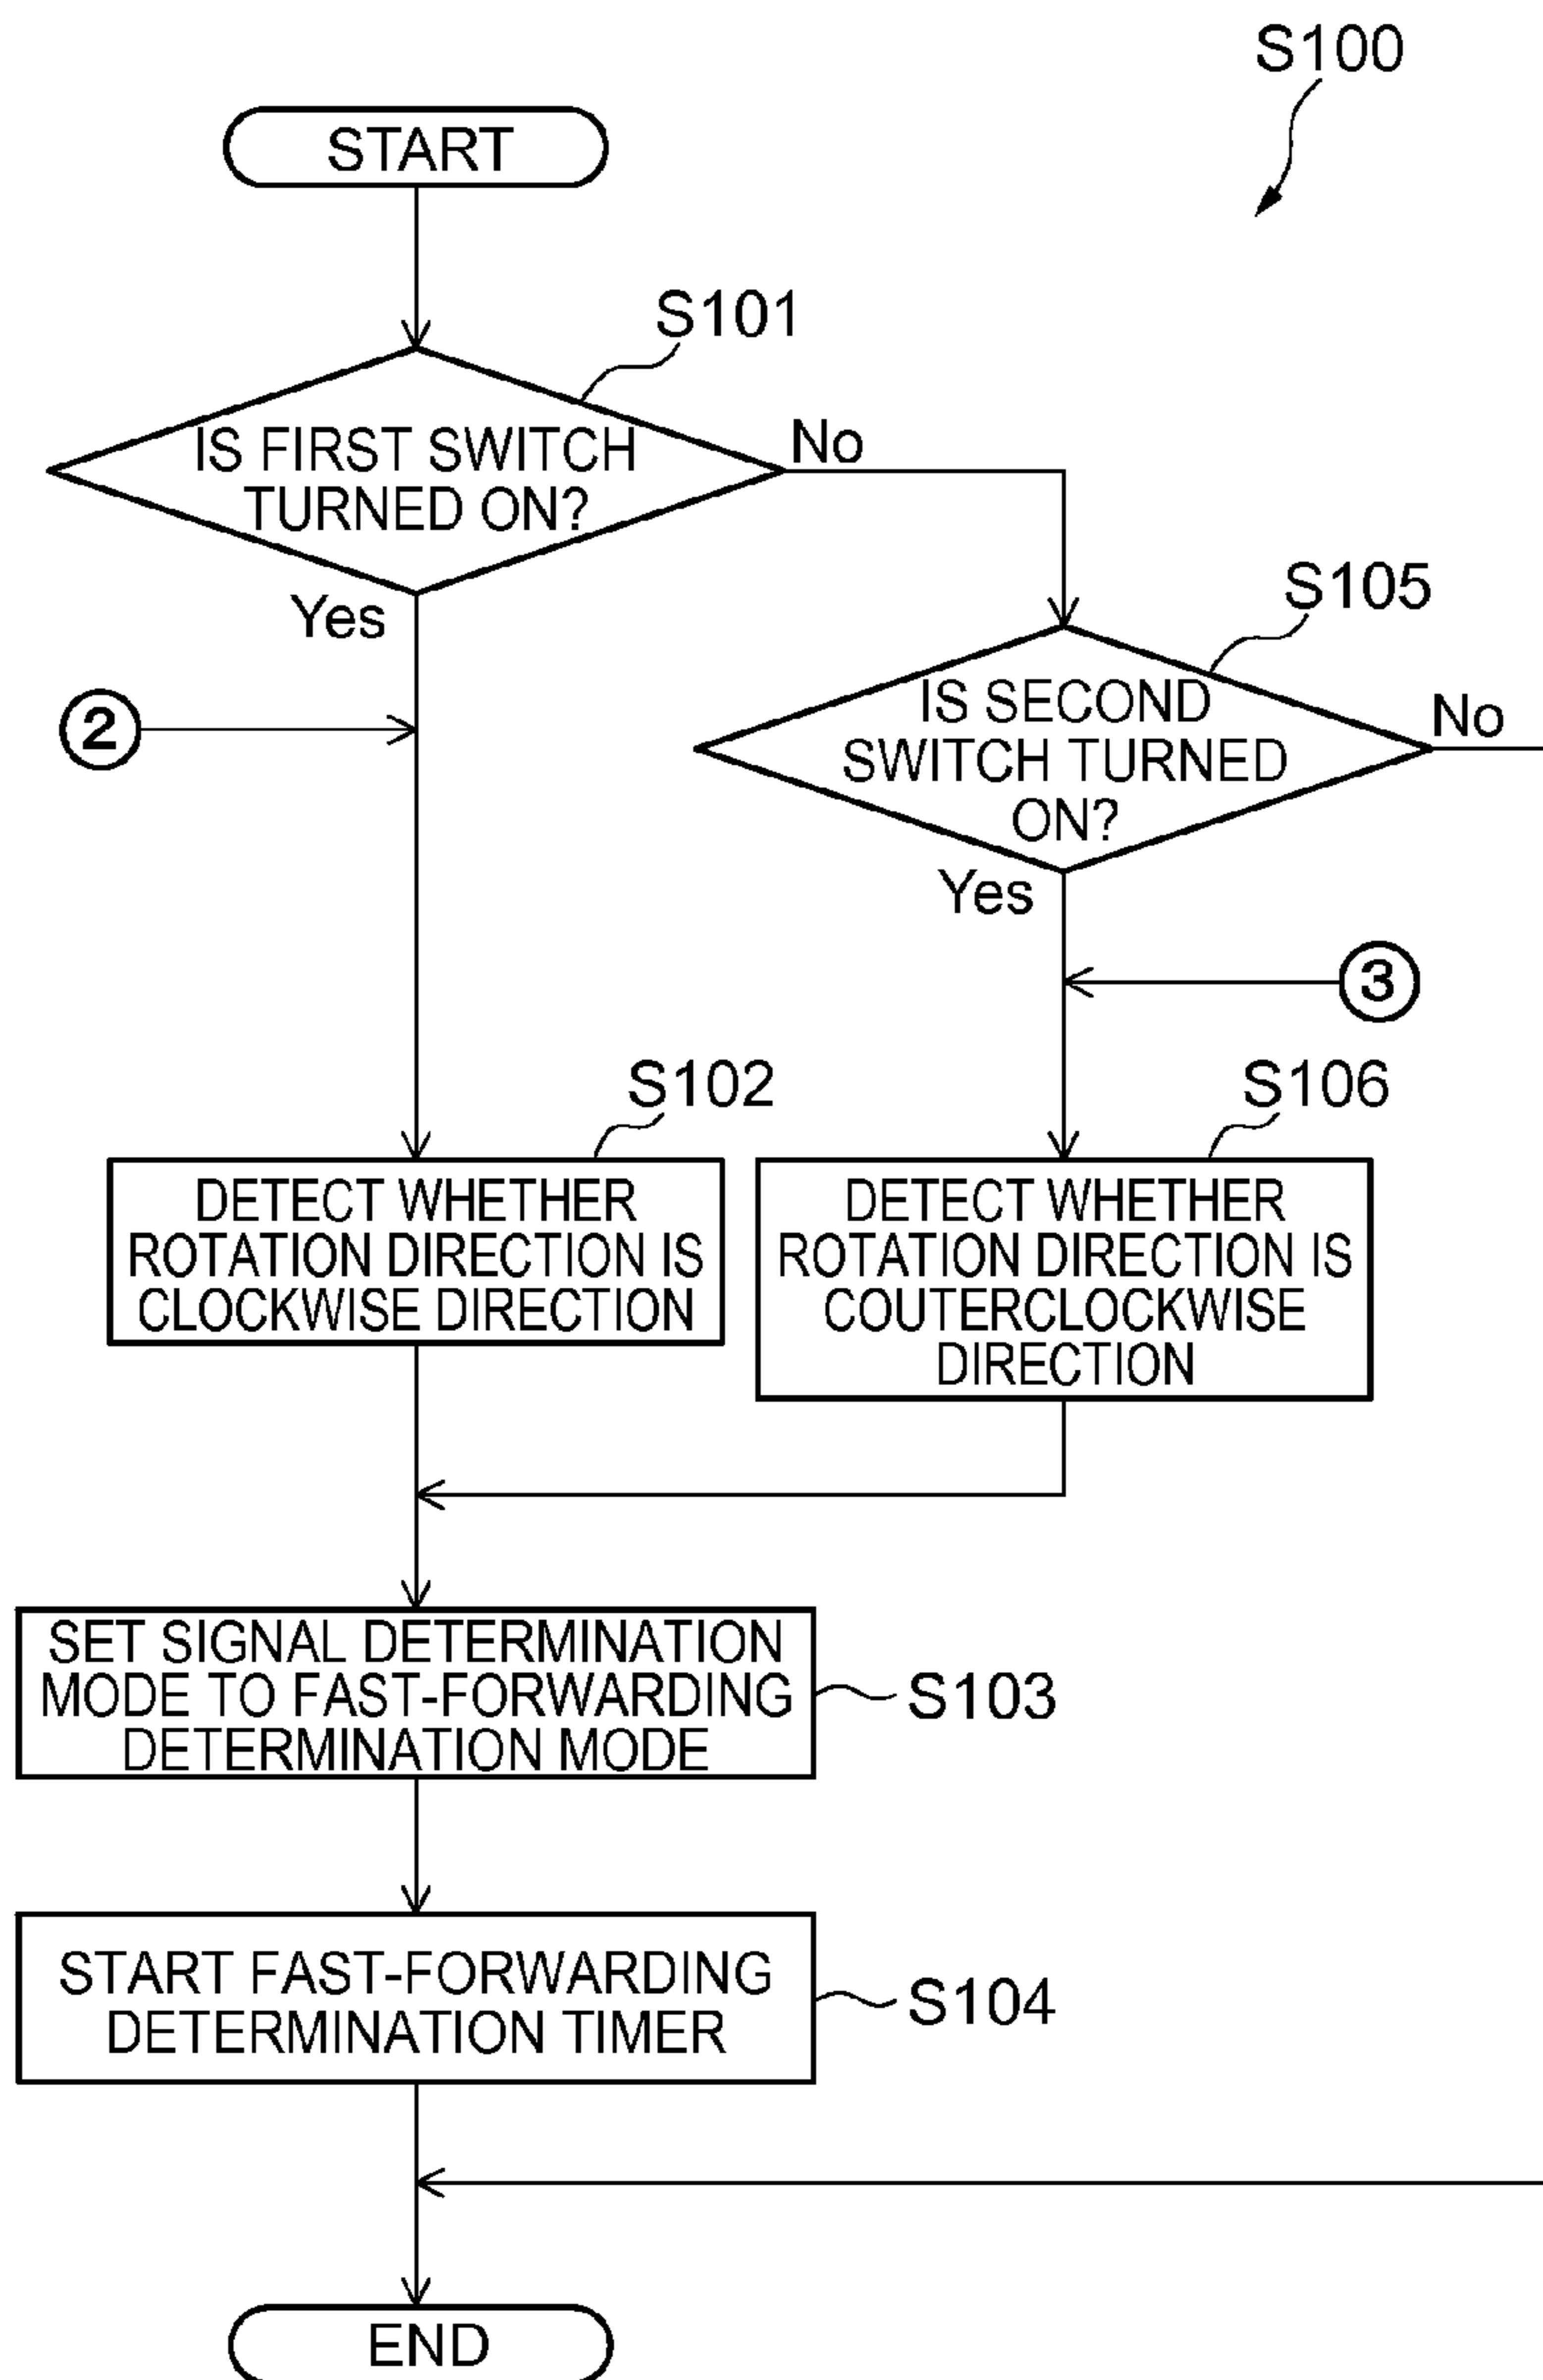 S100
START
S101
IS FIRST SWITCH
TURNED ON?
No
Yes
S105
IS SECOND
SWITCH TURNED
ON?
No
Yes
2
3
S102
DETECT WHETHER
ROTATION DIRECTION IS
CLOCKWISE DIRECTION
S106
DETECT WHETHER
ROTATION DIRECTION IS
COUTERCLOCKWISE
DIRECTION
SET SIGNAL DETERMINATION
MODE TO FAST-FORWARDING
DETERMINATION MODE
S103
START FAST-FORWARDING
DETERMINATION TIMER
S104
END